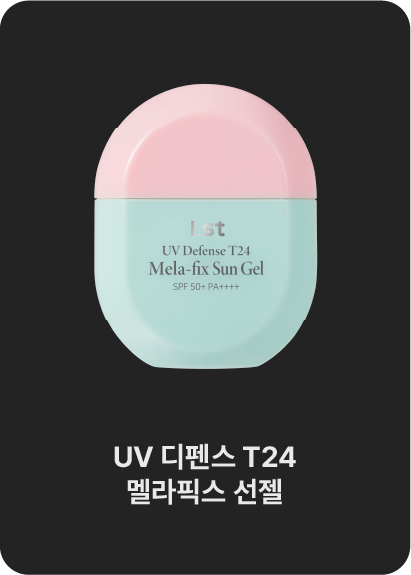 UV Defense T24
Mela-fix Sun Gel
SPF 50+ PA++++
UV 디펜스 T24
멜라픽스 선젤